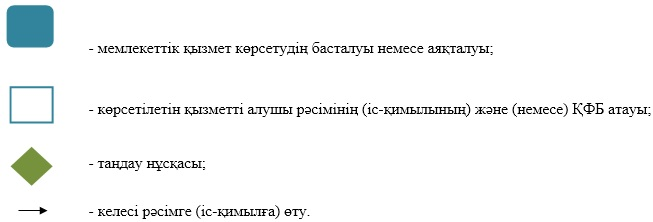 - мемлекеттік қызмет көрсетудің басталуы немесе аяқталуы;
- көрсетілетін қызметті алушы рәсімінің (іс-қимылының) және (немесе) ҚФБ атауы;
- таңдау нұсқасы;
- келесі рәсімге (іс-қимылға) өту.